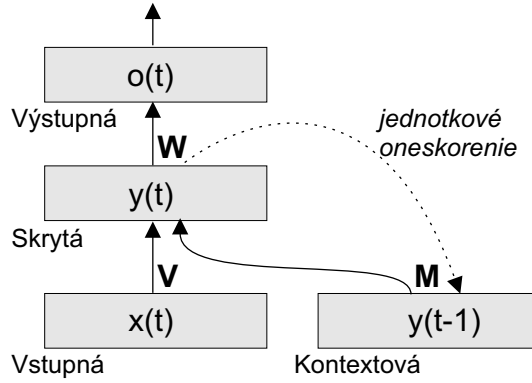 o(t)
Výstupná
W
jednotkové
oneskorenie
y(t)
Skrytá
V
M
x(t)
y(t-1)
Vstupná
Kontextová